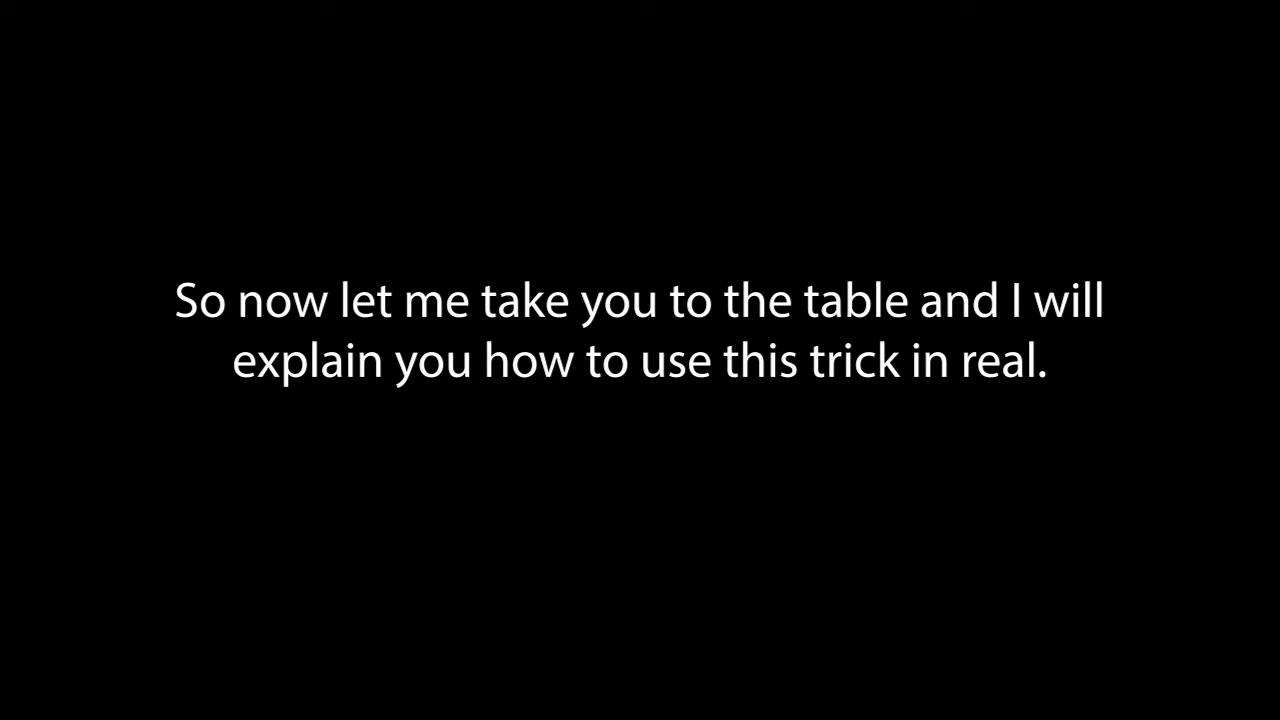 So now let me take you to the table and I will
explain you how to use this trick in real.